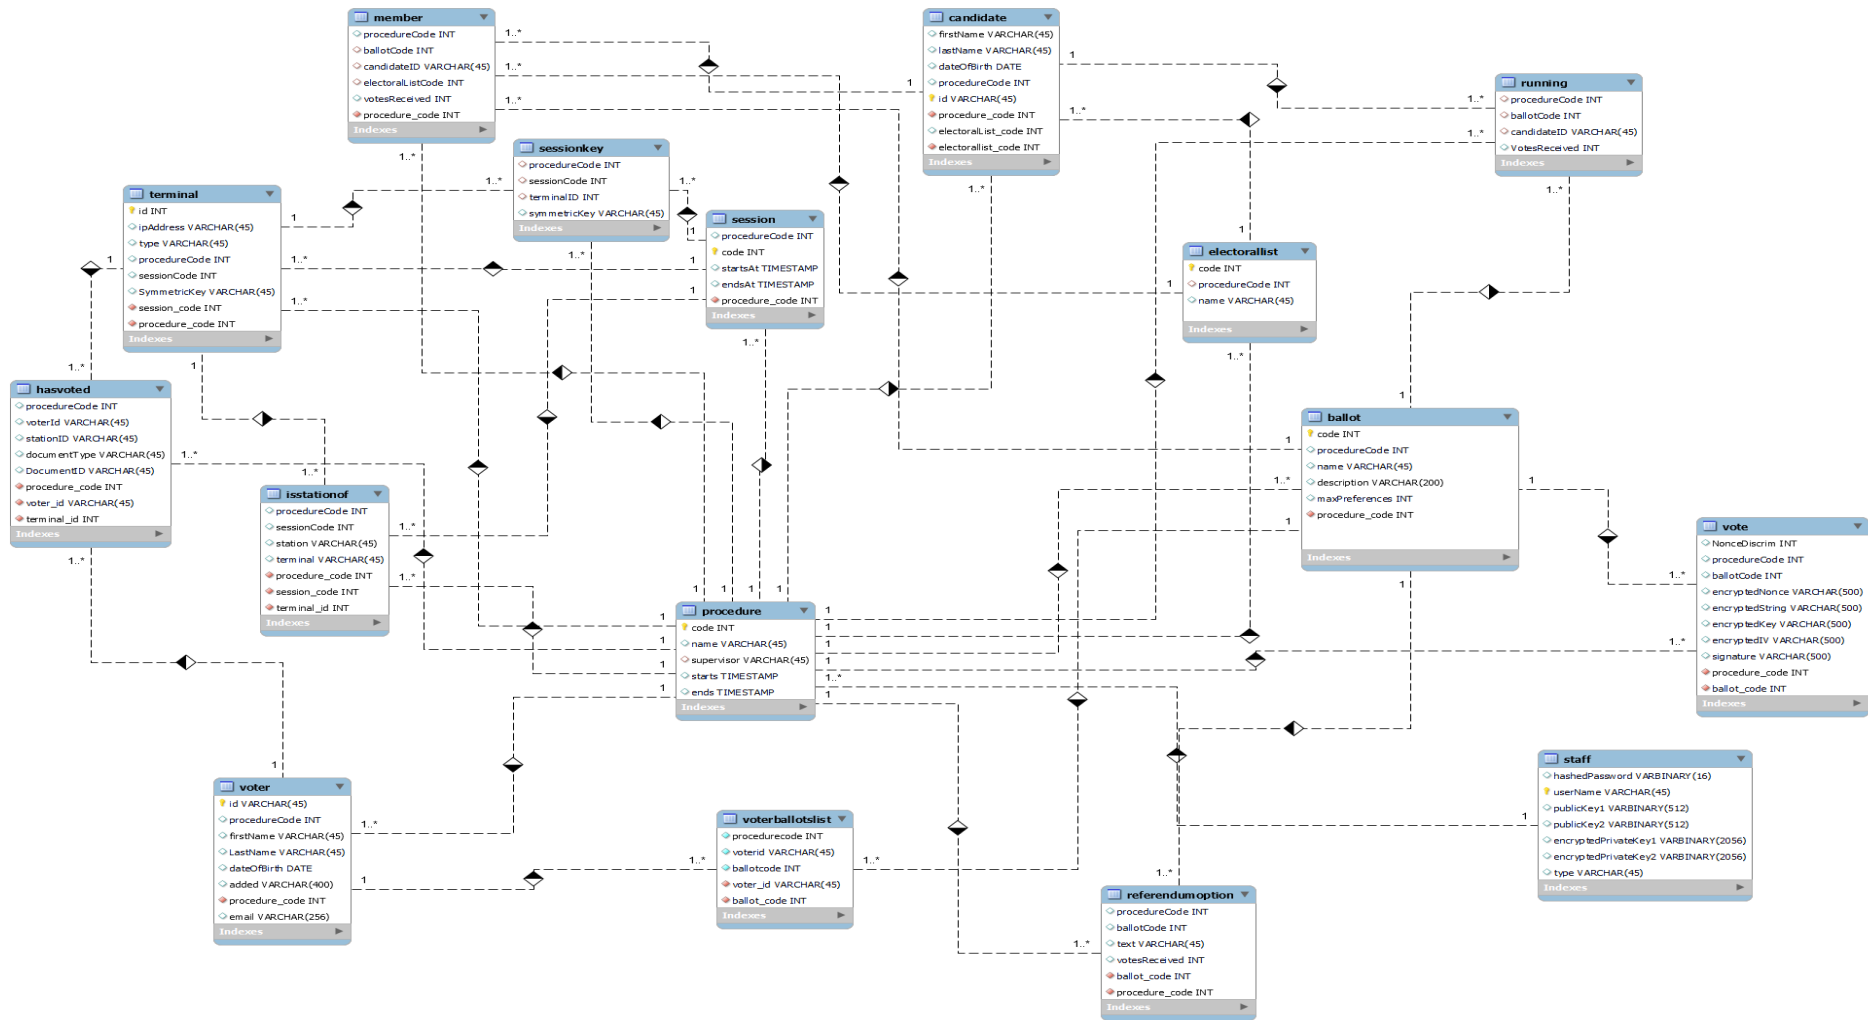 member
procedureCode INT
ballotCode INT
candidateID VARCHAR(45)
electoralListCode INT
votesReceived INT
procedure_code INT
Indexes
candidate
firstName VARCHAR(45)
lastName VARCHAR(45)
dateOfBirth DATE
procedureCode INT
id VARCHAR(45)
procedure_code INT
electoralList_code INT
electorallist_code INT
Indexes
running
procedureCode INT
ballotCode INT
candidateID VARCHAR(45)
VotesReceived INT
Indexes
sessionkey
procedureCode INT
sessionCode INT
terminalID INT
symmetricKey VARCHAR(45)
Indexes
terminal
id INT
ipAddress VARCHAR(45)
type VARCHAR(45)
procedureCode INT
sessionCode INT
SymmetricKey VARCHAR(45)
session_code INT
procedure_code INT
Indexes
session
procedureCode INT
code INT
startsAt TIMESTAMP
endsAt TIMESTAMP
procedure_code INT
Indexes
electorallist
code INT
procedureCode INT
name VARCHAR(45)
Indexes
hasvoted
procedureCode INT
voterId VARCHAR(45)
stationID VARCHAR(45)
documentType VARCHAR(45)
DocumentID VARCHAR(45)
procedure_code INT
voter_id VARCHAR(45)
terminal_id INT
Indexes
isstationof
procedureCode INT
sessionCode INT
station VARCHAR(45)
terminal VARCHAR(45)
procedure_code INT
session_code INT
terminal_id INT
Indexes
ballot
code INT
procedureCode INT
name VARCHAR(45)
description VARCHAR(200)
maxPreferences INT
procedure_code INT
Indexes
vote
NonceDiscrim INT
procedureCode INT
ballotCode INT
encryptedNonce VARCHAR(500)
encryptedString VARCHAR(500)
encryptedKey VARCHAR(500)
encryptedIV VARCHAR(500)
signature VARCHAR(500)
procedure_code INT
ballot_code INT
Indexes
procedure
code INT
name VARCHAR(45)
supervisor VARCHAR(45)
starts TIMESTAMP
ends TIMESTAMP
Indexes
voter
id VARCHAR(45)
procedureCode INT
firstName VARCHAR(45)
LastName VARCHAR(45)
dateOfBirth DATE
added VARCHAR(400)
procedure_code INT
email VARCHAR(256)
Indexes
voterballotslist
procedurecode INT
voterid VARCHAR(45)
ballotcode INT
voter_id VARCHAR(45)
ballot_code INT
Indexes
staff
hashedPassword VARBINARY(16)
userName VARCHAR(45)
publicKey1 VARBINARY(512)
publicKey2 VARBINARY(512)
encryptedPrivateKey1 VARBINARY(2056)
encryptedPrivateKey2 VARBINARY(2056)
type VARCHAR(45)
Indexes
referendumoption
procedureCode INT
ballotCode INT
text VARCHAR(45)
votesReceived INT
ballot_code INT
procedure_code INT
Indexes